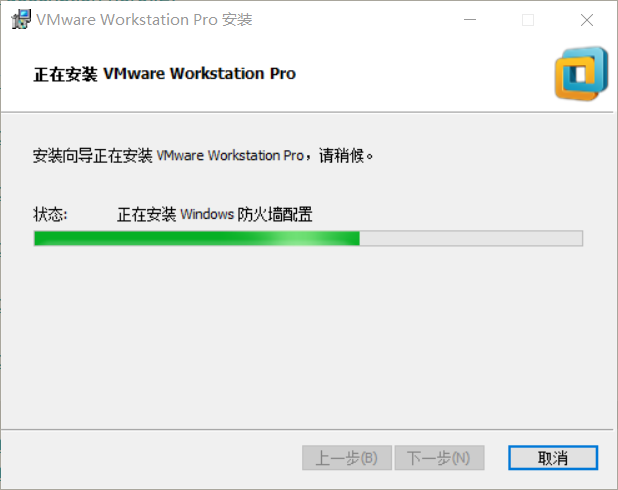 VMware Workstation Pro 安装
正在安装 VMware Workstation Pro
安装向导正在安装 VMware Workstation Pro，请稍候。
状态: 正在安装 Windows 防火墙配置
上一步(B) 下一步(N) 取消